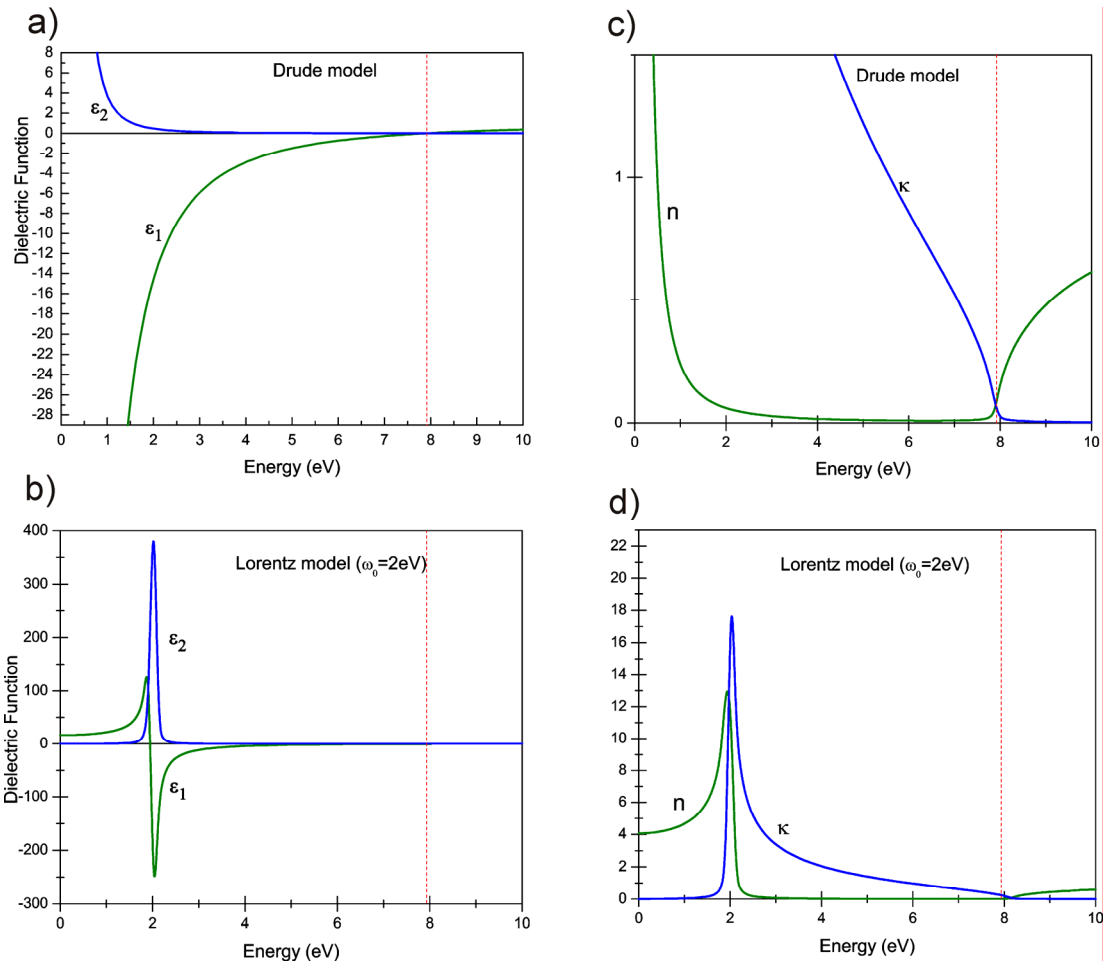 a)
Drude model
ε2
ε1
Dielectric Function
8
6
4
2
0
-2
-4
-6
-8
-10
-12
-14
-16
-18
-20
-22
-24
-26
-28
0 1 2 3 4 5 6 7 8 9 10
Energy (eV)
c)
Drude model
κ
n
1
0
0 2 4 6 8 10
Energy (eV)
b)
Lorentz model (ω0=2eV)
ε2
ε1
Dielectric Function
400
300
200
100
0
-100
-200
-300
0 2 4 6 8 10
Energy (eV)
d)
Lorentz model (ω0=2eV)
n
κ
22
20
18
16
14
12
10
8
6
4
2
0
0 2 4 6 8 10
Energy (eV)